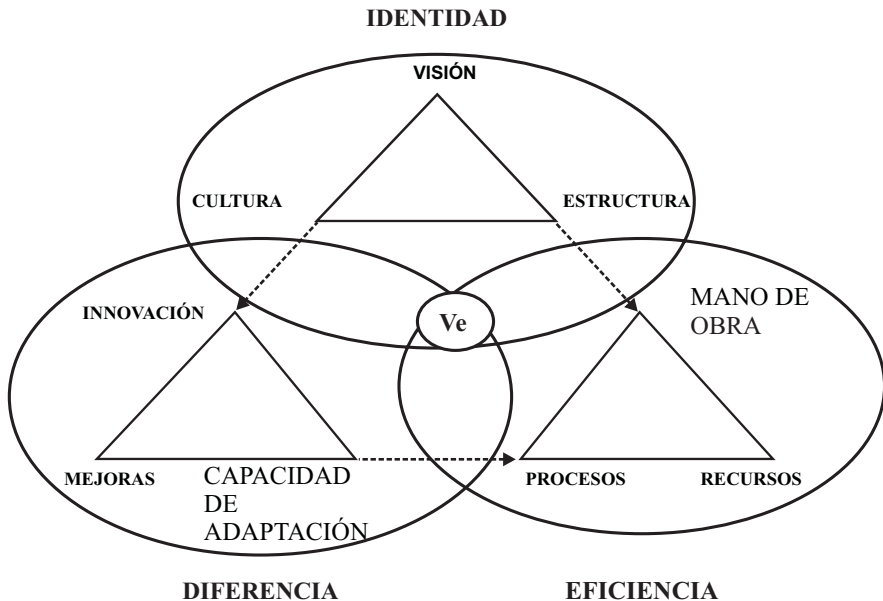 IDENTIDAD
VISIÓN
CULTURA
ESTRUCTURA
INNOVACIÓN
Ve
MANO DE
OBRA
MEJORAS
CAPACIDAD
DE
ADAPTACIÓN
PROCESOS
RECURSOS
DIFERENCIA
EFICIENCIA